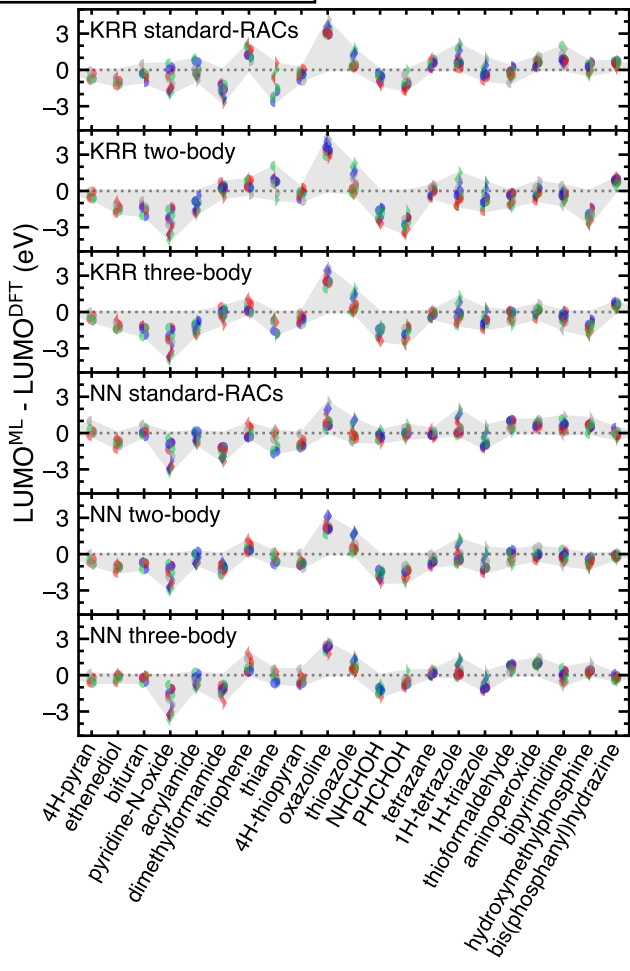 KRR standard-RACs
3
0
−3
KRR two-body
3
0
−3
KRR three-body
3
0
−3
NN standard-RACs
3
0
−3
NN two-body
3
0
−3
NN three-body
3
0
−3
LUMO^ML - LUMO^DFT (eV)
4H-pyran
ethenediol
bifuran
pyridine-N-oxide
acrylamide
dimethylformamide
thiophene
thiane
4H-thiopyran
oxazoline
thioazole
NHCHOH
PHCHOH
tetrazane
1H-tetrazole
1H-triazole
thioformaldehyde
aminoperoxide
bipyrimidine
hydroxymethylphosphine
bis(phosphanyl)hydrazine